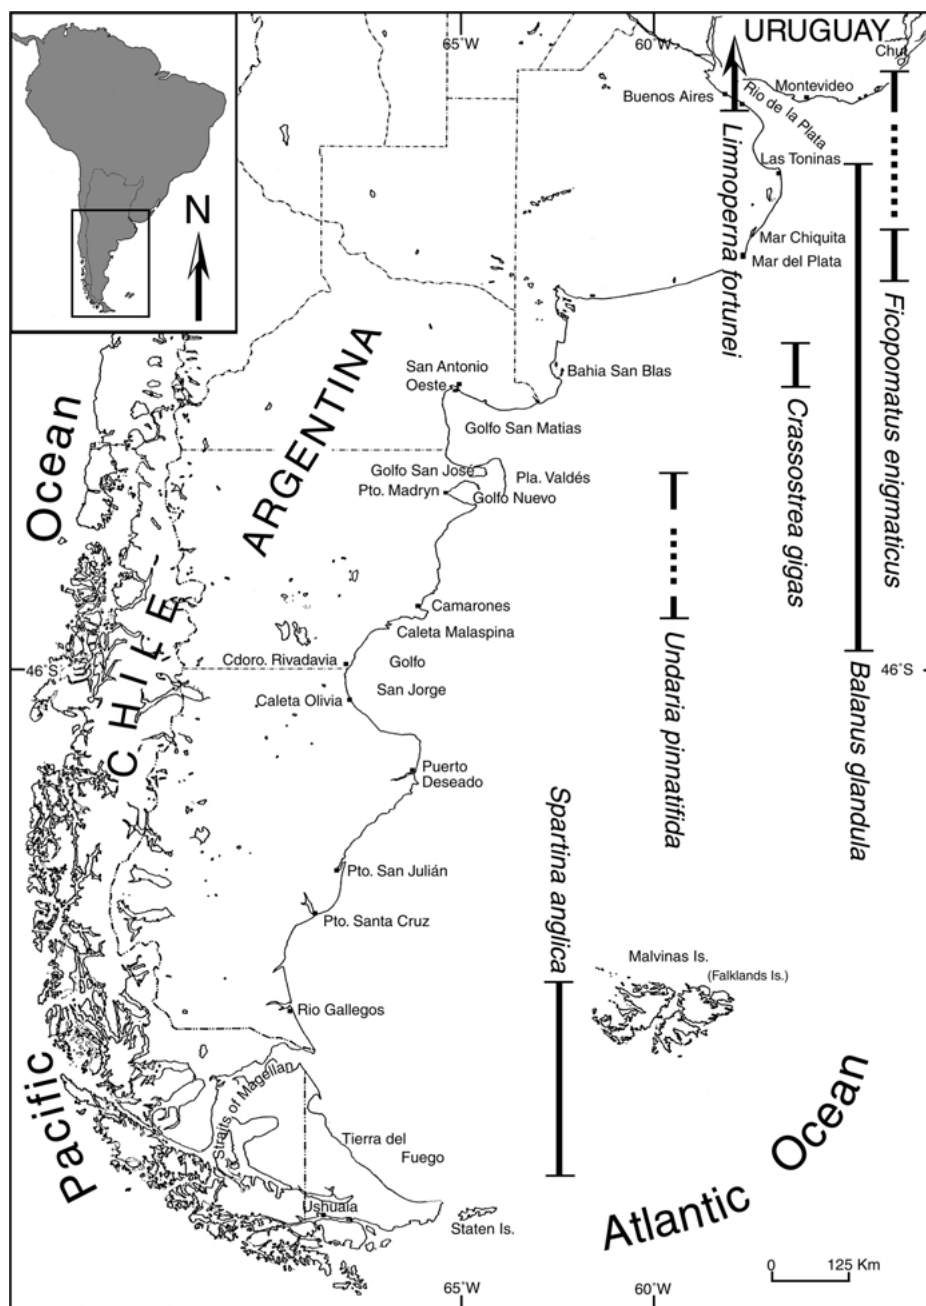 URUGUAY
65°W
60°W
Chui
Montevideo
Buenos Aires
Rio de la Plata
Las Toninas
N
Mar Chiquita
Mar del Plata
Limnoperna fortunei
Ficopomatus enigmaticus
Bahia San Blas
San Antonio
Oeste
ARGENTINA
Crassostrea gigas
Golfo San Matias
Golfo San José
Pla. Valdés
Pto. Madryn
Golfo Nuevo
Pacific Ocean
CHILE
Camarones
Caleta Malaspina
Cdoro. Rivadavia
Golfo
San Jorge
46°S
46°S
Caleta Olivia
Undaria pinnatifida
Balanus glandula
Puerto
Deseado
Spartina anglica
Pto. San Julián
Pto. Santa Cruz
Malvinas Is.
(Falklands Is.)
Rio Gallegos
Straits of Magellan
Tierra del
Fuego
Ushuaia
Staten Is.
Atlantic Ocean
0
125 Km
65°W
60°W